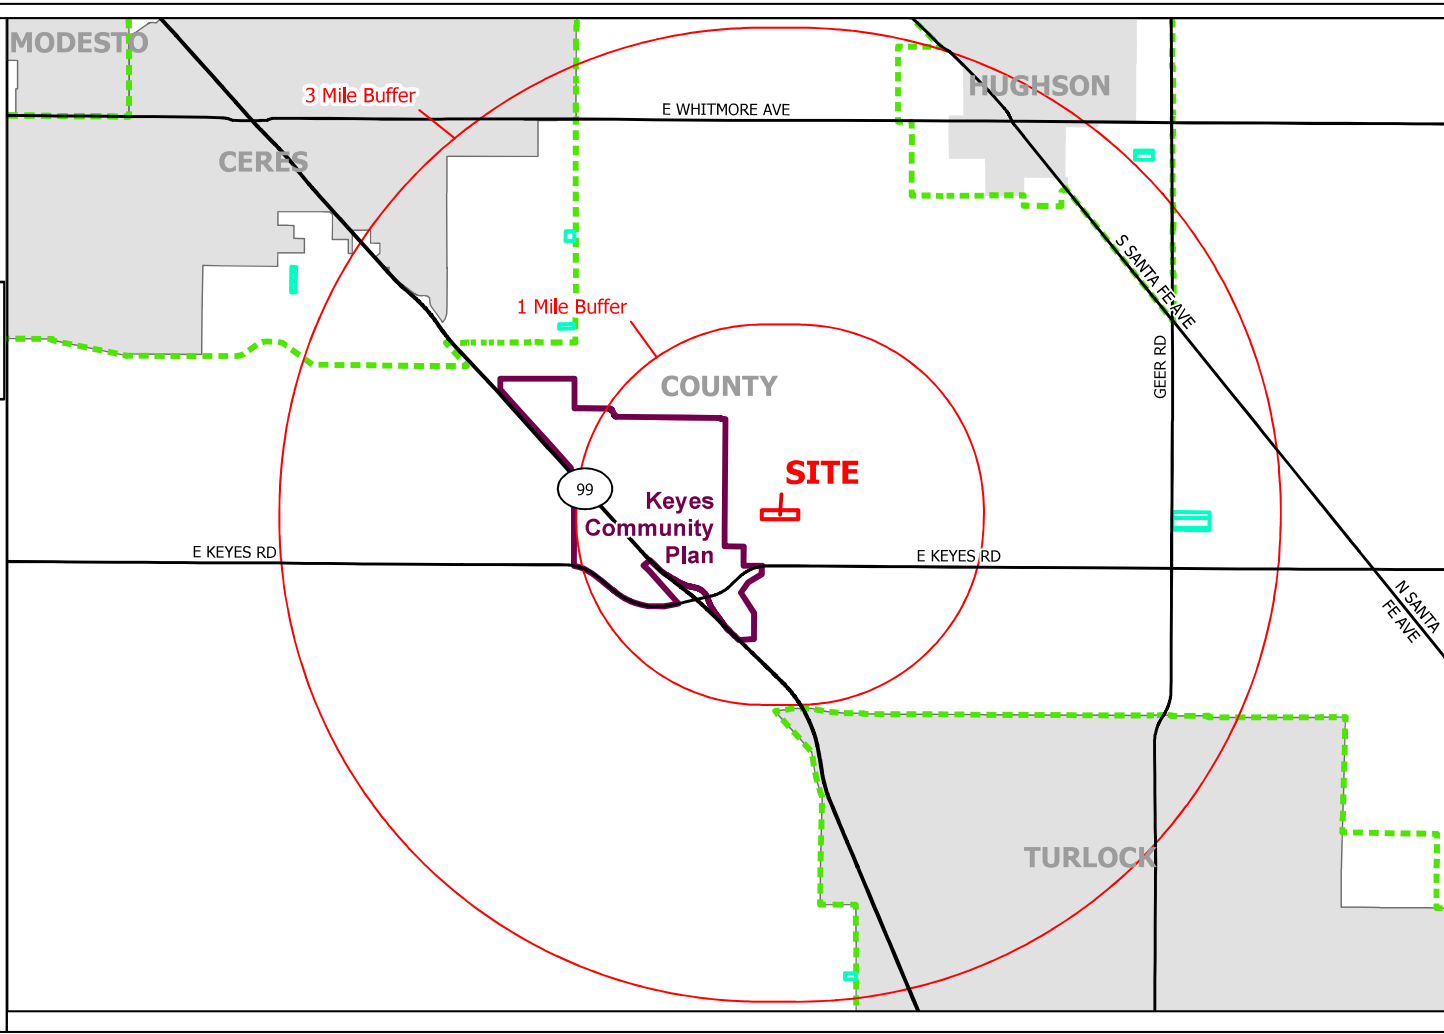 MODESTO
HUGHSON
3 Mile Buffer
E WHITMORE AVE
CERES
S SANTA FE AVE
1 Mile Buffer
GEER RD
COUNTY
SITE
99
Keyes
Community
Plan
E KEYES RD
E KEYES RD
N SANTA
FE AVE
TURLOCK